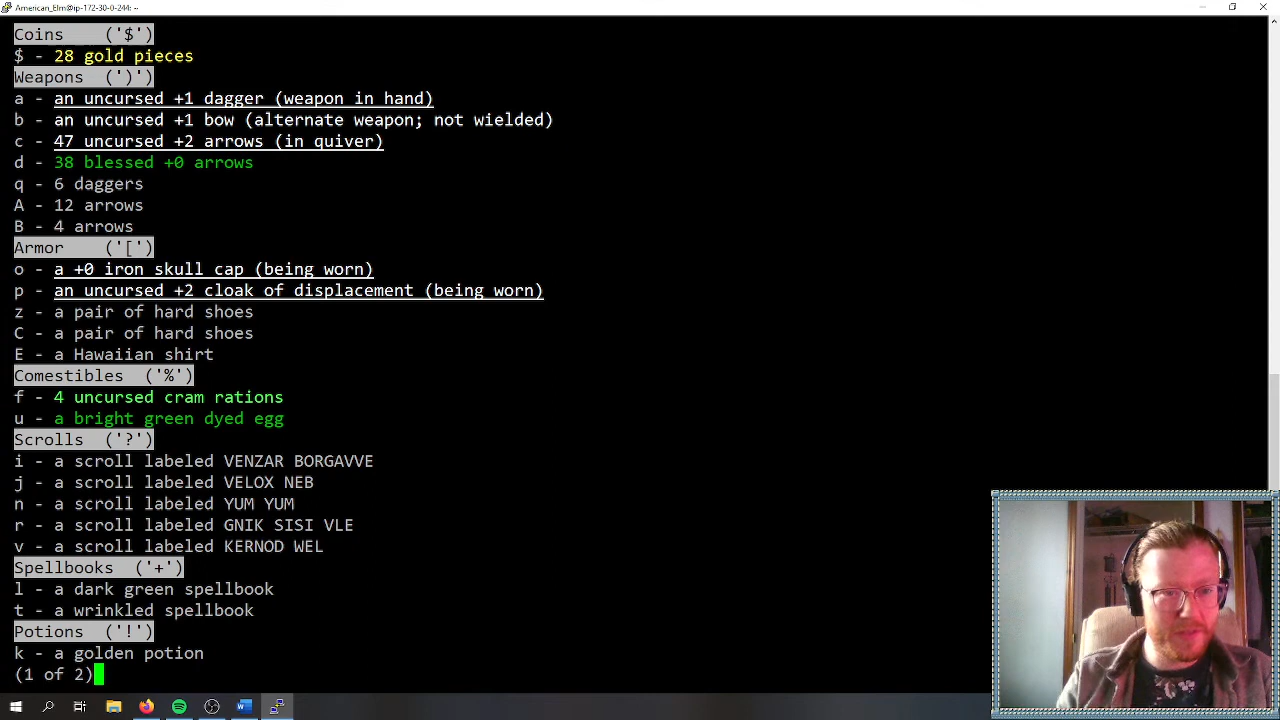 American_Elm@ip-172-30-0-244: ~
Coins ('$')
$ - 28 gold pieces
Weapons (')')
a - an uncursed +1 dagger (weapon in hand)
b - an uncursed +1 bow (alternate weapon; not wielded)
c - 47 uncursed +2 arrows (in quiver)
d - 38 blessed +0 arrows
q - 6 daggers
A - 12 arrows
B - 4 arrows
Armor ('[')
o - a +0 iron skull cap (being worn)
p - an uncursed +2 cloak of displacement (being worn)
z - a pair of hard shoes
C - a pair of hard shoes
E - a Hawaiian shirt
Comestibles ('%')
f - 4 uncursed cram rations
u - a bright green dyed egg
Scrolls ('?')
i - a scroll labeled VENZAR BORGAVVE
j - a scroll labeled VELOX NEB
n - a scroll labeled YUM YUM
r - a scroll labeled GNIK SISI VLE
v - a scroll labeled KERNOD WEL
Spellbooks ('+')
l - a dark green spellbook
t - a wrinkled spellbook
Potions ('!')
k - a golden potion
(1 of 2)